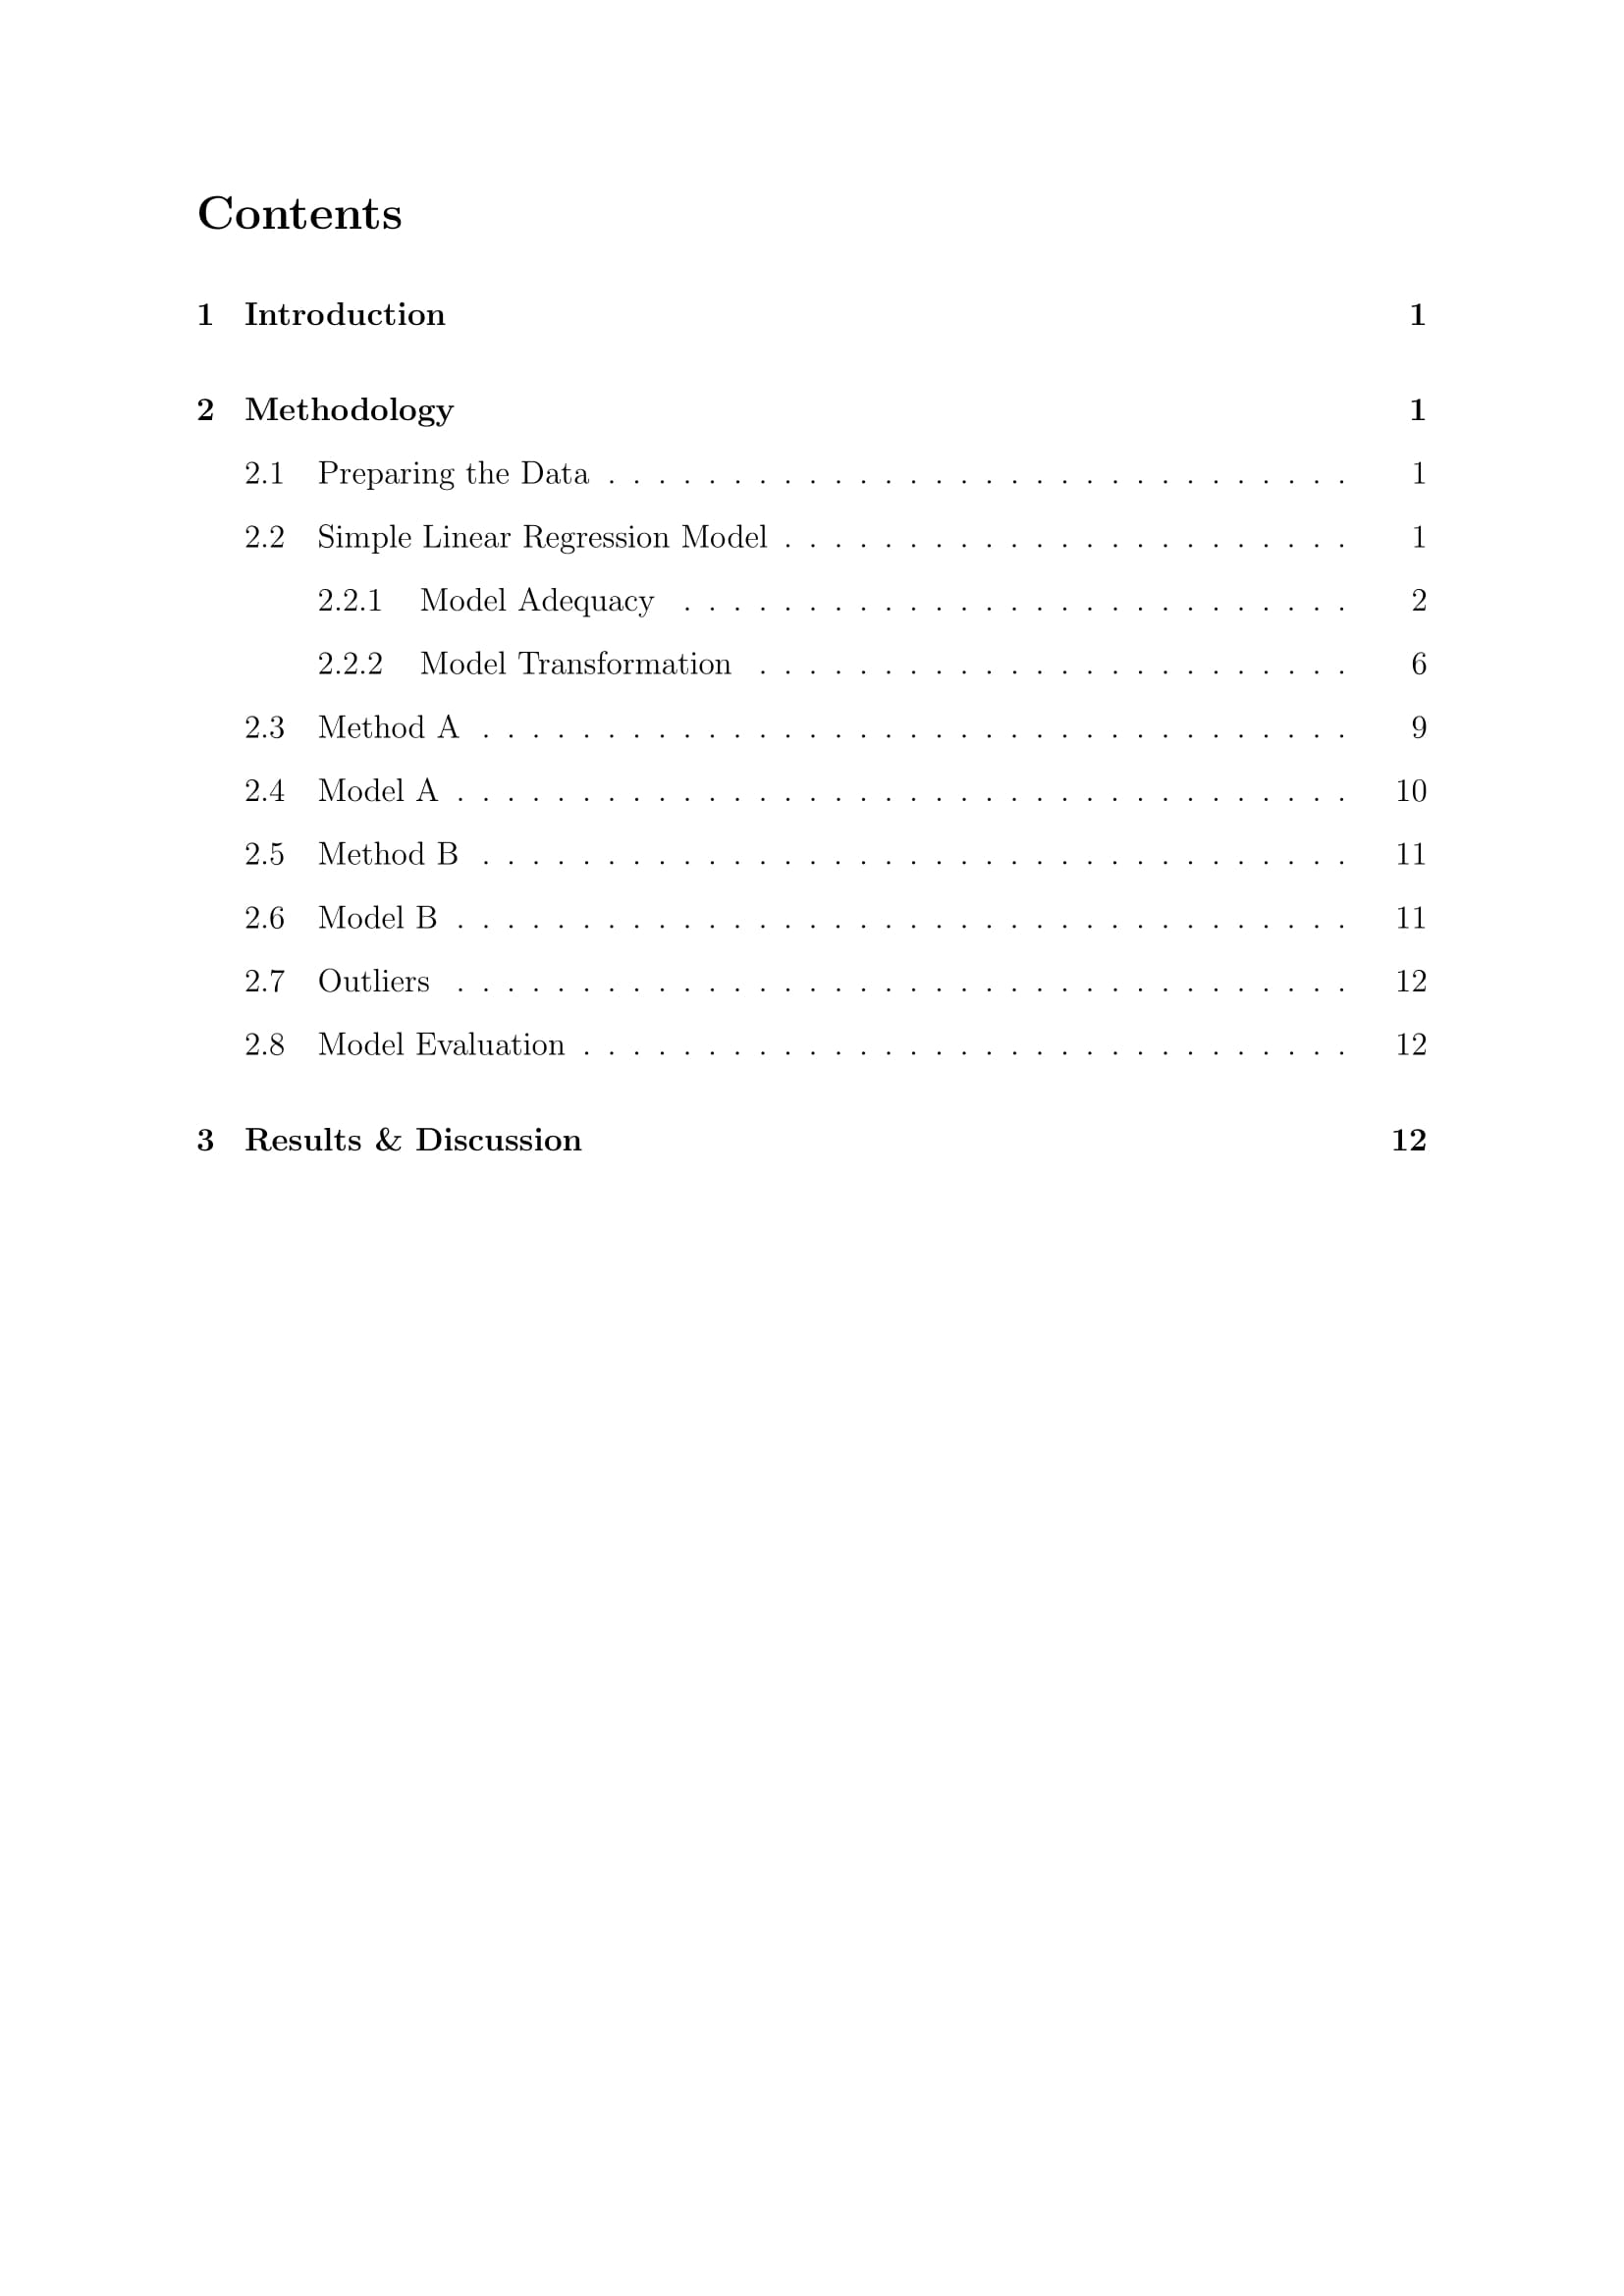 Contents
1 Introduction 1
2 Methodology 1
2.1 Preparing the Data . . . . . . . . . . . . . . . . . . . . . . . . . . . . . . 1
2.2 Simple Linear Regression Model . . . . . . . . . . . . . . . . . . . . . . . 1
2.2.1 Model Adequacy . . . . . . . . . . . . . . . . . . . . . . . . . . . 2
2.2.2 Model Transformation . . . . . . . . . . . . . . . . . . . . . . . . 6
2.3 Method A . . . . . . . . . . . . . . . . . . . . . . . . . . . . . . . . . . . 9
2.4 Model A . . . . . . . . . . . . . . . . . . . . . . . . . . . . . . . . . . . . 10
2.5 Method B . . . . . . . . . . . . . . . . . . . . . . . . . . . . . . . . . . . 11
2.6 Model B . . . . . . . . . . . . . . . . . . . . . . . . . . . . . . . . . . . . 11
2.7 Outliers . . . . . . . . . . . . . . . . . . . . . . . . . . . . . . . . . . . . 12
2.8 Model Evaluation . . . . . . . . . . . . . . . . . . . . . . . . . . . . . . . 12
3 Results & Discussion 12